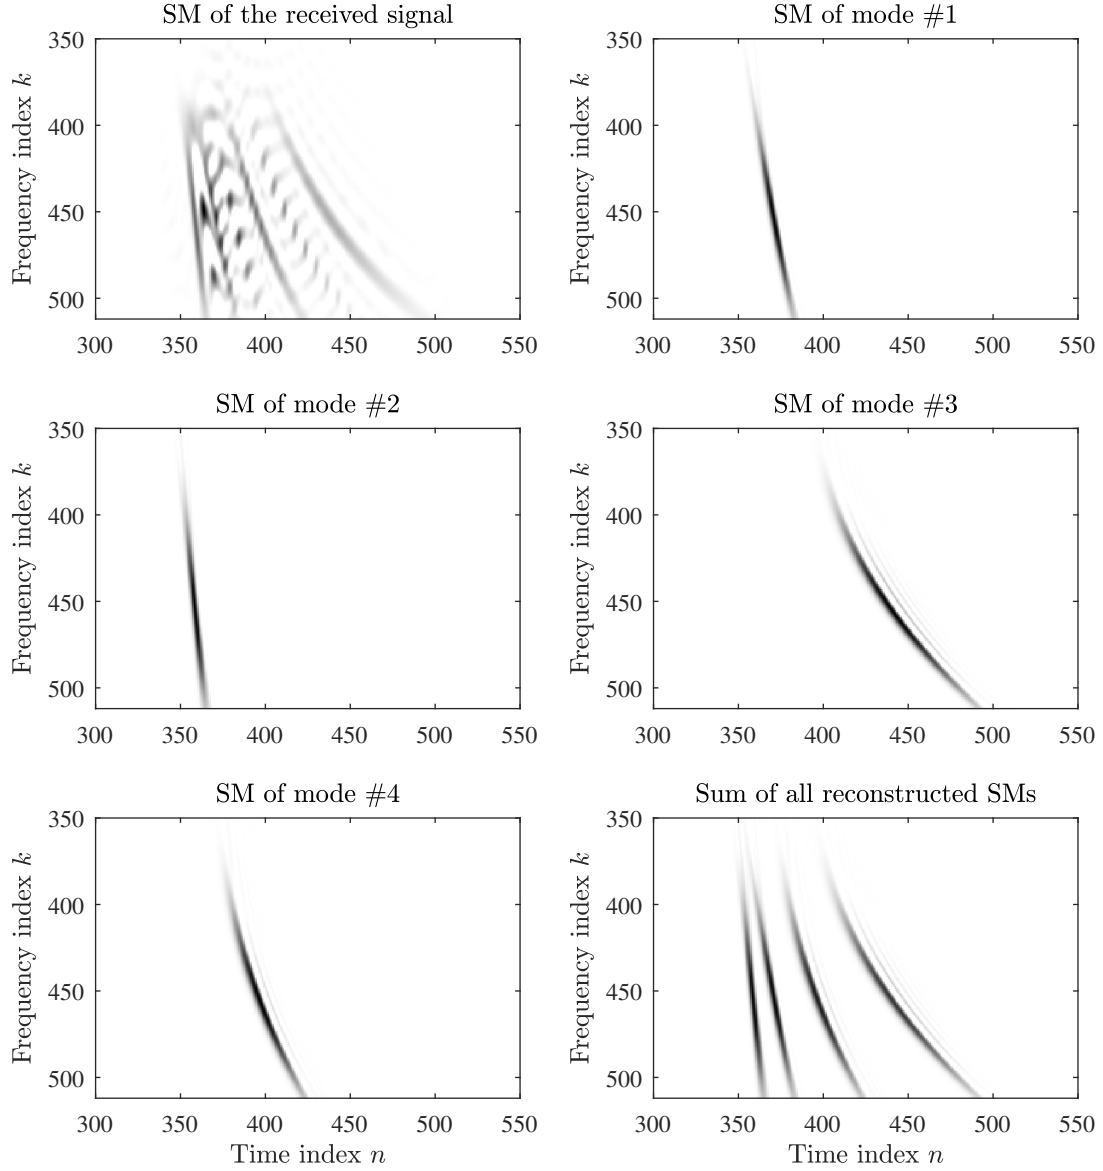 SM of the received signal
350
400
450
500
Frequency index k
300 350 400 450 500 550
SM of mode #1
350
400
450
500
Frequency index k
300 350 400 450 500 550
SM of mode #2
350
400
450
500
Frequency index k
300 350 400 450 500 550
SM of mode #3
350
400
450
500
Frequency index k
300 350 400 450 500 550
SM of mode #4
350
400
450
500
Frequency index k
300 350 400 450 500 550
Time index n
Sum of all reconstructed SMs
350
400
450
500
Frequency index k
300 350 400 450 500 550
Time index n